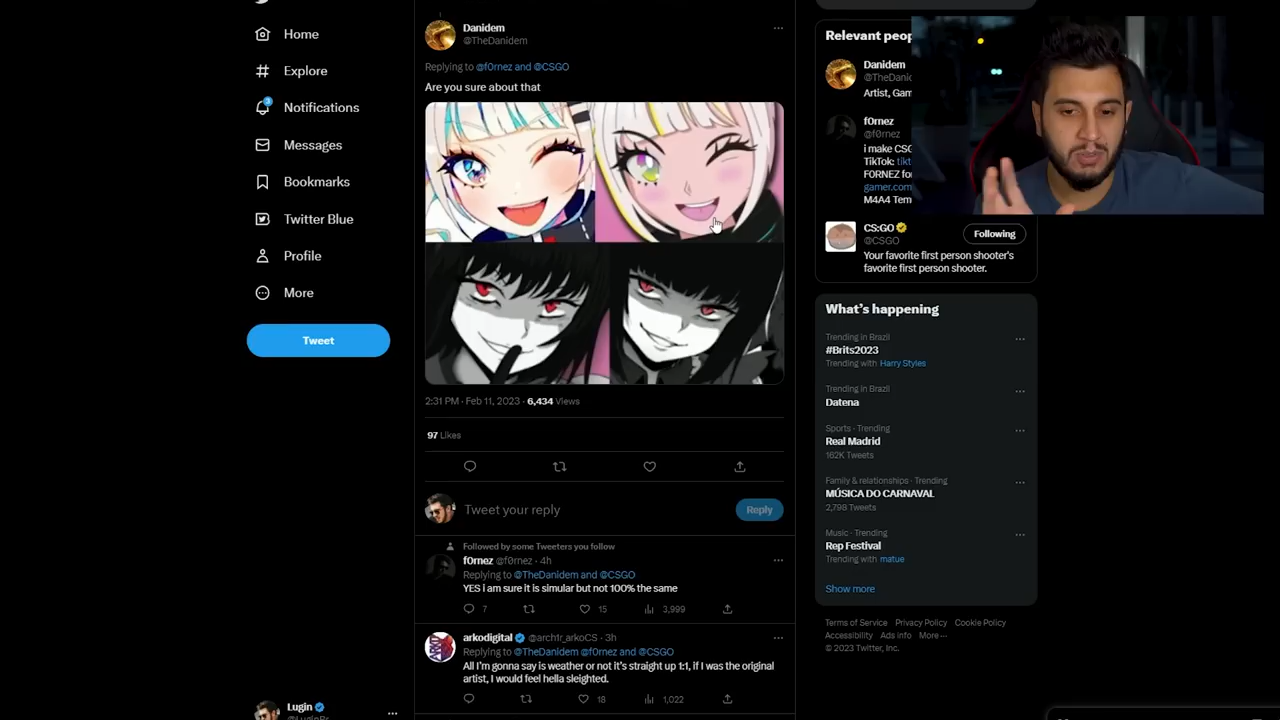 Home
Explore
3
Notifications
Messages
Bookmarks
Twitter Blue
Profile
More
Tweet
Lugin
Danidem
@TheDanidem
Replying to @f0rnez and @CSGO
Are you sure about that
2:31 PM · Feb 11, 2023 · 6,434 Views
97 Likes
Tweet your reply
Reply
Followed by some Tweeters you follow
f0rnez @f0rnez · 4h
Replying to @TheDanidem and @CSGO
YES i am sure it is simular but not 100% the same
7 15 3,999
arkodigital @arch1r_arkoCS · 3h
Replying to @TheDanidem @f0rnez and @CSGO
All I'm gonna say is weather or not it's straight up 1:1, if I was the original
artist, I would feel hella sleighted.
18 1,022
Relevant peop
Danidem
@TheDanid
Artist, Gam
f0rnez
@f0rnez
i make CSG
TikTok: tikt
F0RNEZ fo
gamer.com
M4A4 Tem
CS:GO
@CSGO
Following
Your favorite first person shooter's
favorite first person shooter.
What's happening
Trending in Brazil
#Brits2023
Trending with Harry Styles
Trending in Brazil
Datena
Sports · Trending
Real Madrid
162K Tweets
Family & relationships · Trending
MÚSICA DO CARNAVAL
2,798 Tweets
Music · Trending
Rep Festival
Trending with matue
Show more
Terms of Service Privacy Policy Cookie Policy
Accessibility Ads info More ···
© 2023 Twitter, Inc.